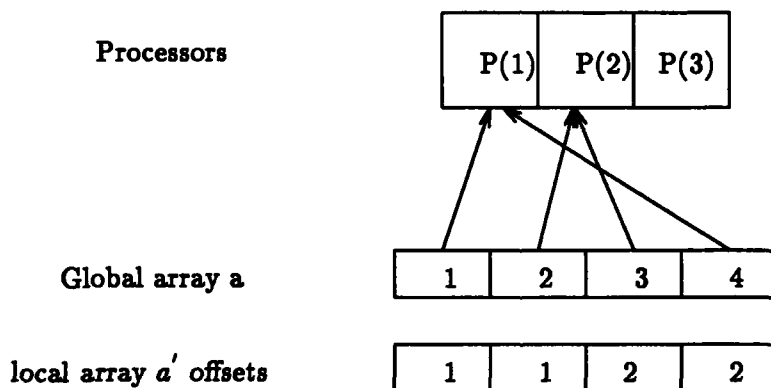 Processors P(1) P(2) P(3)
Global array a 1 2 3 4
local array a′ offsets 1 1 2 2